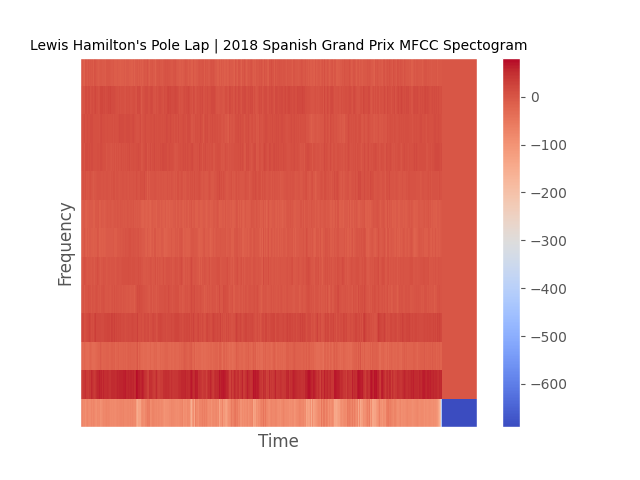 Lewis Hamilton's Pole Lap | 2018 Spanish Grand Prix MFCC Spectogram
Frequency
Time
0
−100
−200
−300
−400
−500
−600